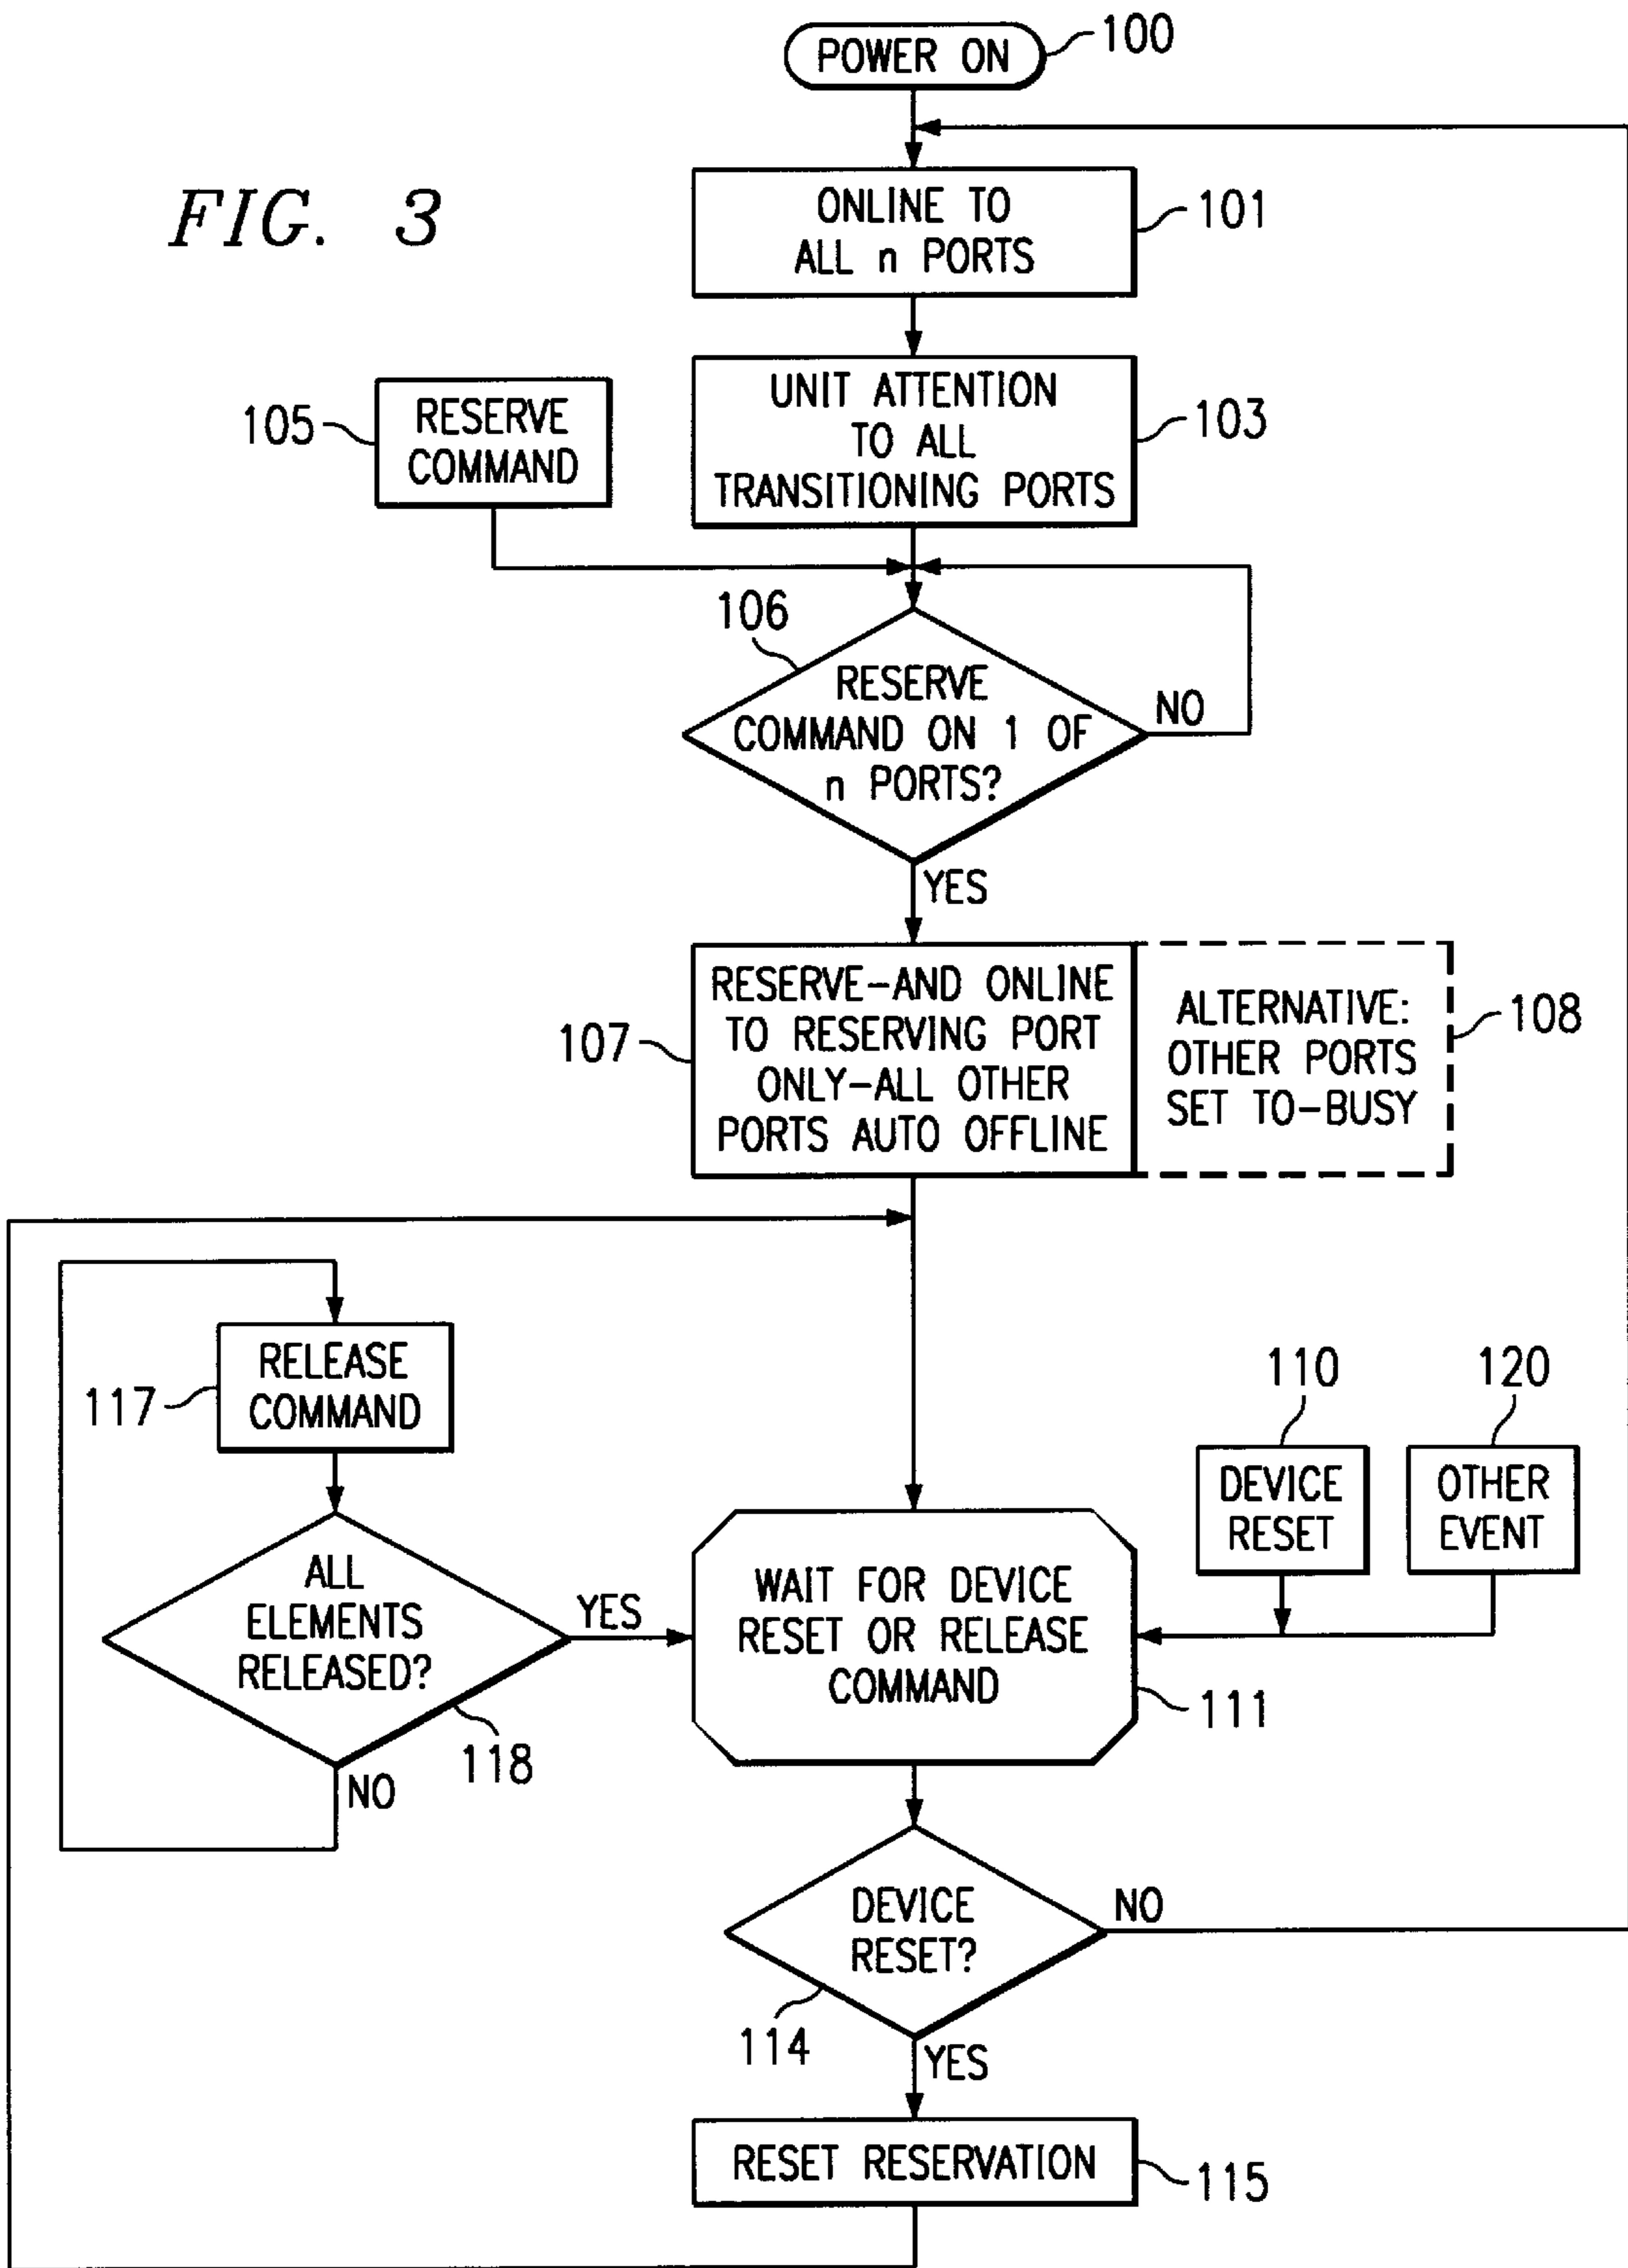 POWER ON
100
FIG. 3
ONLINE TO
ALL n PORTS
101
UNIT ATTENTION
TO ALL
TRANSITIONING PORTS
103
105
RESERVE
COMMAND
106
RESERVE
COMMAND ON 1 OF
n PORTS?
NO
YES
107
RESERVE-AND ONLINE
TO RESERVING PORT
ONLY-ALL OTHER
PORTS AUTO OFFLINE
ALTERNATIVE:
OTHER PORTS
SET TO-BUSY
108
117
RELEASE
COMMAND
110
120
DEVICE
RESET
OTHER
EVENT
ALL
ELEMENTS
RELEASED?
YES
118
NO
WAIT FOR DEVICE
RESET OR RELEASE
COMMAND
111
DEVICE
RESET?
NO
114
YES
RESET RESERVATION
115